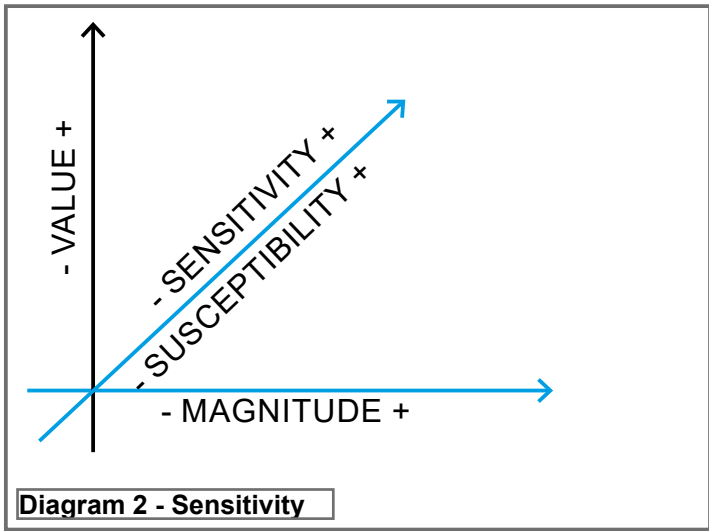 - VALUE +
- SENSITIVITY +
- SUSCEPTIBILITY +
- MAGNITUDE +
Diagram 2 - Sensitivity